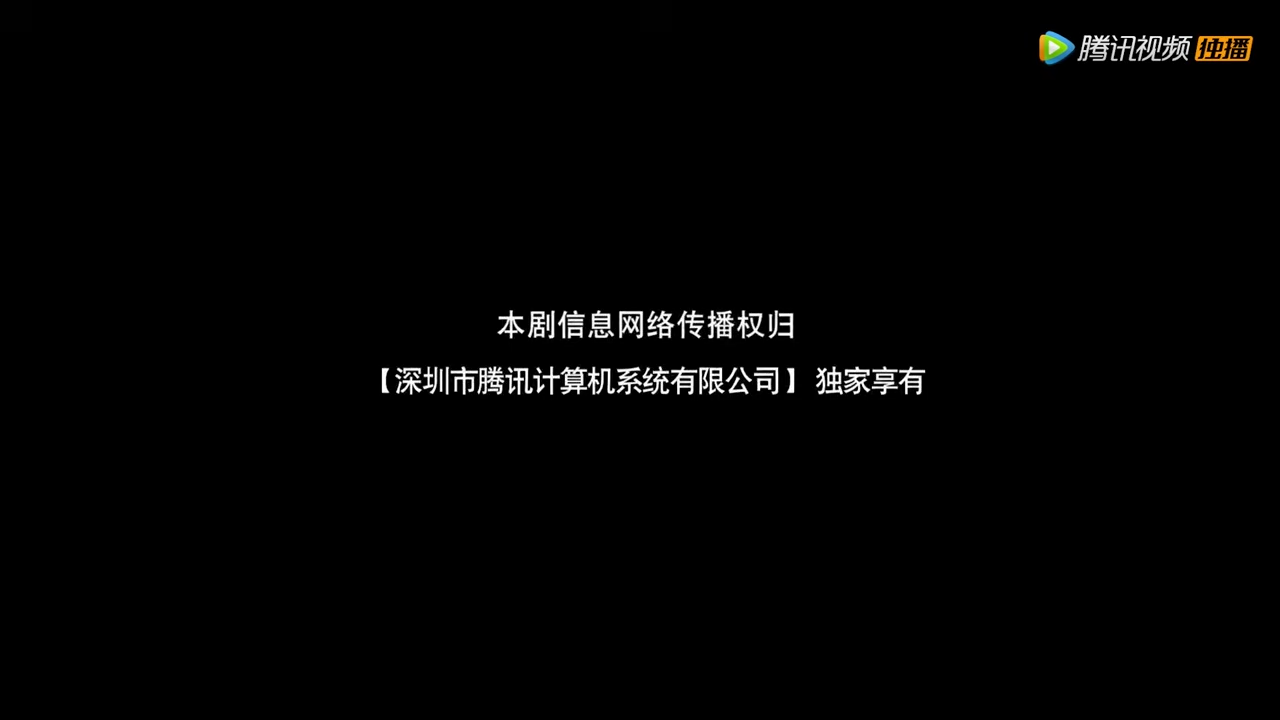 腾讯视频 独播
本剧信息网络传播权归
【深圳市腾讯计算机系统有限公司】独家享有